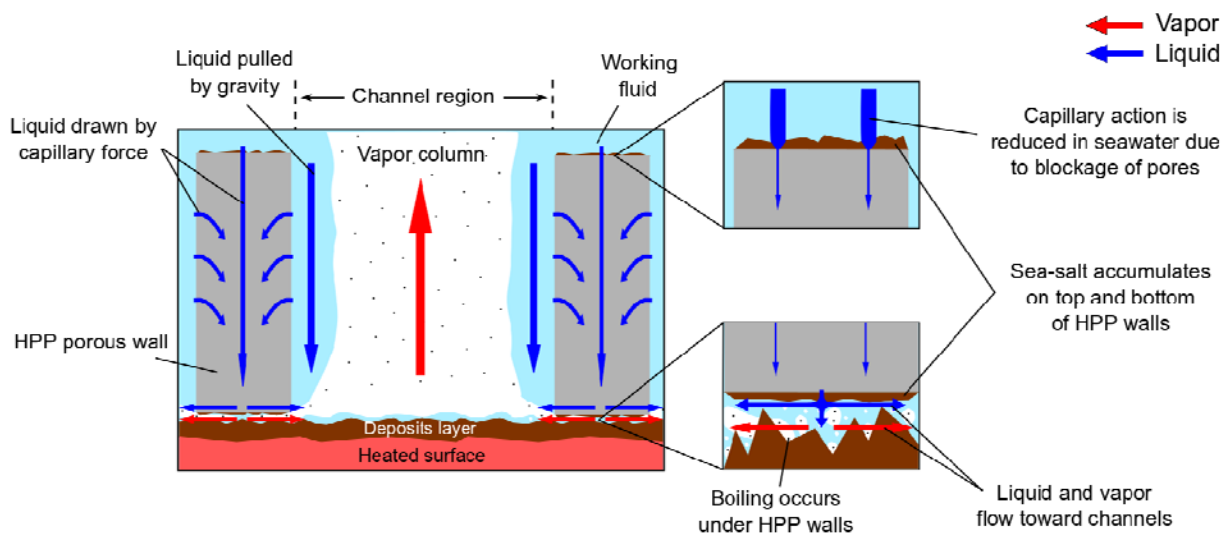 Vapor
Liquid
Liquid pulled
by gravity
Channel region
Working
fluid
Liquid drawn by
capillary force
Vapor column
Capillary action is
reduced in seawater due
to blockage of pores
Sea-salt accumulates
on top and bottom
of HPP walls
HPP porous wall
Deposits layer
Heated surface
Boiling occurs
under HPP walls
Liquid and vapor
flow toward channels